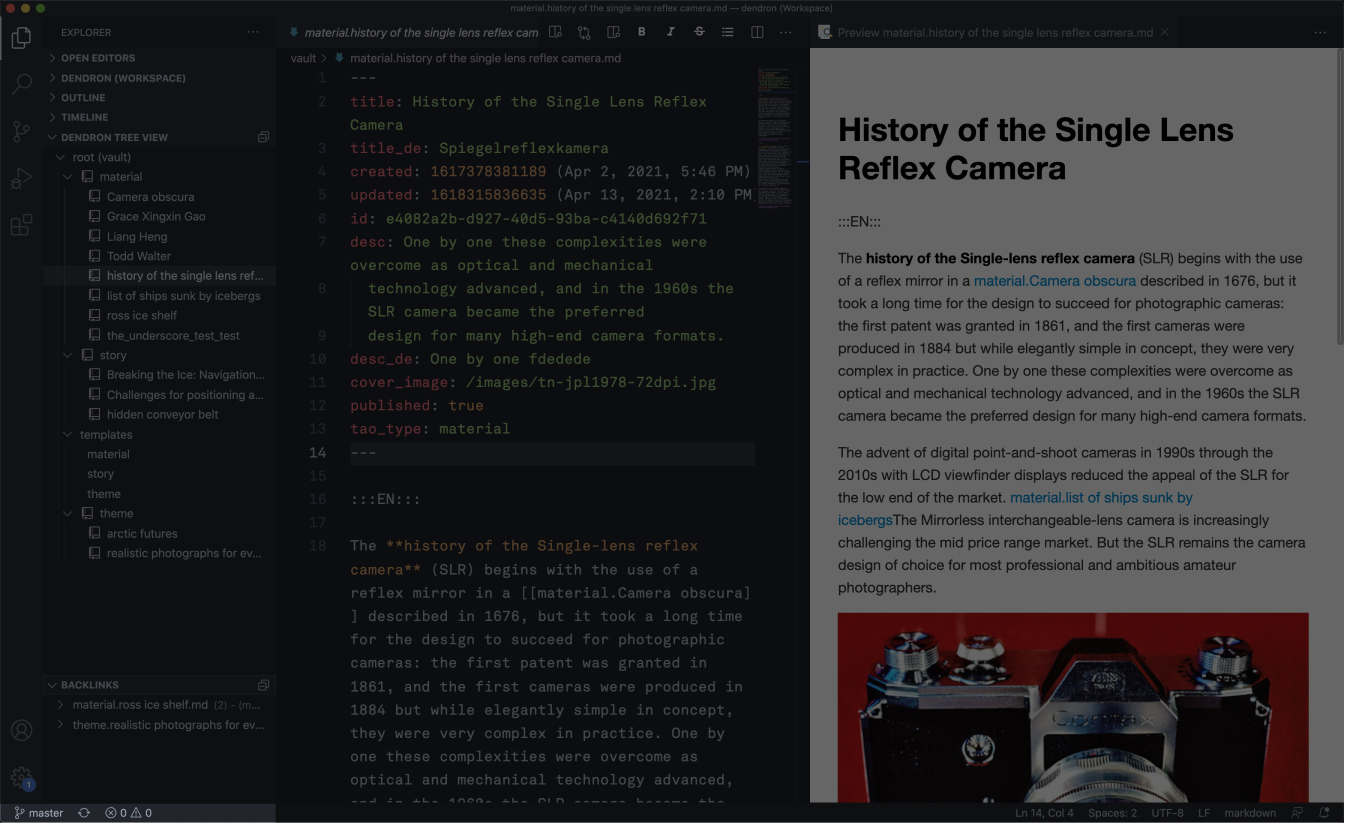 material.history of the single lens reflex camera.md — dendron (Workspace)
EXPLORER
OPEN EDITORS
DENDRON (WORKSPACE)
OUTLINE
TIMELINE
DENDRON TREE VIEW
root (vault)
material
Camera obscura
Grace Xingxin Gao
Liang Heng
Todd Walter
history of the single lens ref...
list of ships sunk by icebergs
ross ice shelf
the_underscore_test_test
story
Breaking the Ice: Navigation...
Challenges for positioning a...
hidden conveyor belt
templates
material
story
theme
theme
arctic futures
realistic photographs for ev...
BACKLINKS
material.ross ice shelf.md (2) - (m...
theme.realistic photographs for ev...
1
master
0 0
material.history of the single lens reflex cam
B I S
vault > material.history of the single lens reflex camera.md
1 ---
2 title: History of the Single Lens Reflex
Camera
3 title_de: Spiegelreflexkamera
4 created: 1617378381189 (Apr 2, 2021, 5:46 PM)
5 updated: 1618315836635 (Apr 13, 2021, 2:10 PM
6 id: e4082a2b-d927-40d5-93ba-c4140d692f71
7 desc: One by one these complexities were
overcome as optical and mechanical
8 technology advanced, and in the 1960s the
SLR camera became the preferred
9 design for many high-end camera formats.
10 desc_de: One by one fdedede
11 cover_image: /images/tn-jpl1978-72dpi.jpg
12 published: true
13 tao_type: material
14 ---
15
16 :::EN:::
17
18 The **history of the Single-lens reflex
camera** (SLR) begins with the use of a
reflex mirror in a [[material.Camera obscura]
] described in 1676, but it took a long time
for the design to succeed for photographic
cameras: the first patent was granted in
1861, and the first cameras were produced in
1884 but while elegantly simple in concept,
they were very complex in practice. One by
one these complexities were overcome as
optical and mechanical technology advanced,
and in the 1960s the SLR camera became the
Preview material.history of the single lens reflex camera.md
History of the Single Lens
Reflex Camera
:::EN:::
The history of the Single-lens reflex camera (SLR) begins with the use
of a reflex mirror in a material.Camera obscura described in 1676, but it
took a long time for the design to succeed for photographic cameras:
the first patent was granted in 1861, and the first cameras were
produced in 1884 but while elegantly simple in concept, they were very
complex in practice. One by one these complexities were overcome as
optical and mechanical technology advanced, and in the 1960s the SLR
camera became the preferred design for many high-end camera formats.
The advent of digital point-and-shoot cameras in 1990s through the
2010s with LCD viewfinder displays reduced the appeal of the SLR for
the low end of the market. material.list of ships sunk by
icebergsThe Mirrorless interchangeable-lens camera is increasingly
challenging the mid price range market. But the SLR remains the camera
design of choice for most professional and ambitious amateur
photographers.
ZEISS
IKON
Contax
Ln 14, Col 4 Spaces: 2 UTF-8 LF markdown